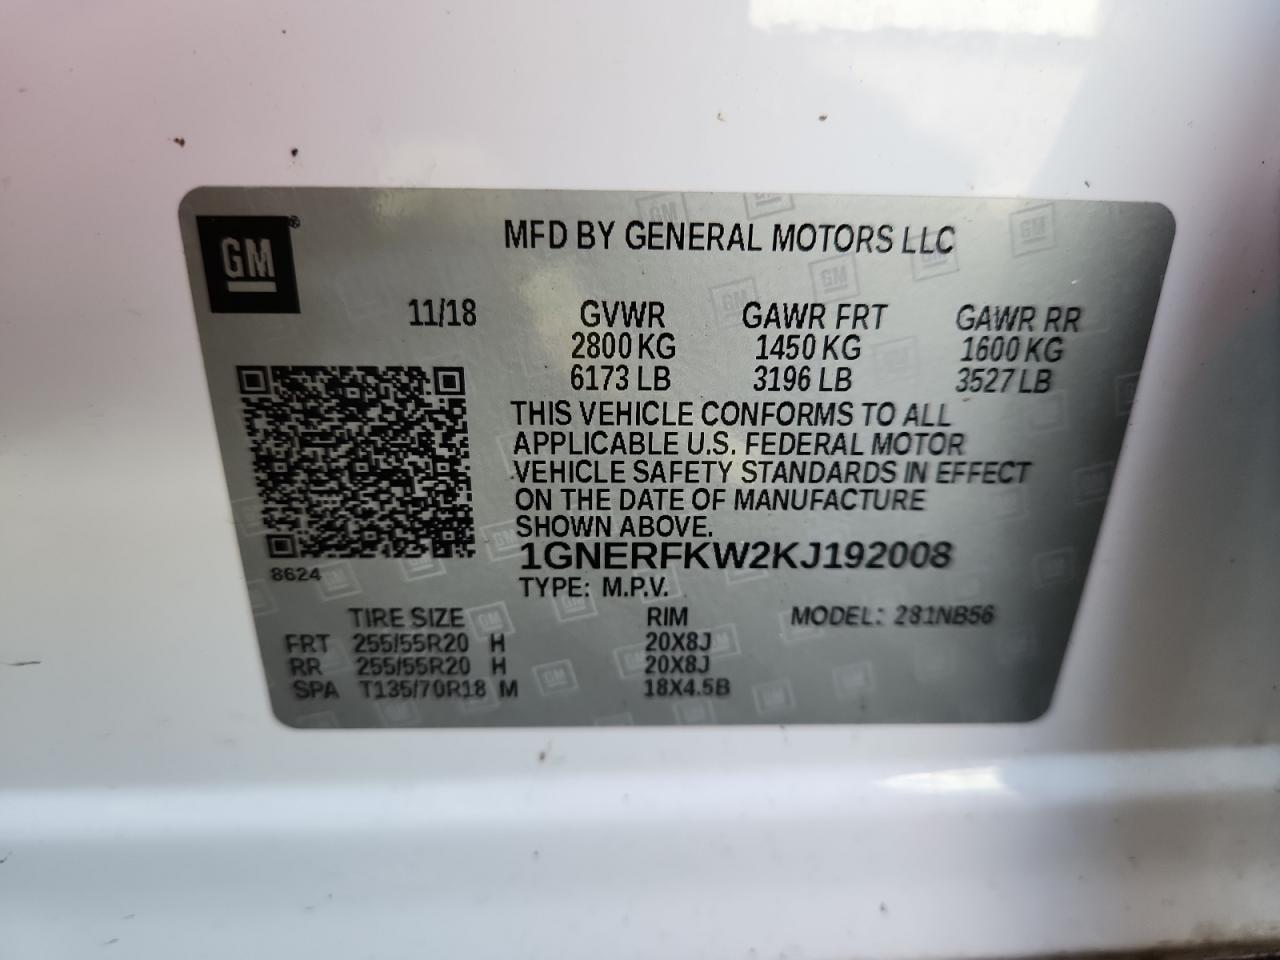 GM®
MFD BY GENERAL MOTORS LLC
11/18 GVWR GAWR FRT GAWR RR
2800 KG 1450 KG 1600 KG
6173 LB 3196 LB 3527 LB
THIS VEHICLE CONFORMS TO ALL
APPLICABLE U.S. FEDERAL MOTOR
VEHICLE SAFETY STANDARDS IN EFFECT
ON THE DATE OF MANUFACTURE
SHOWN ABOVE.
1GNERFKW2KJ192008
8624
TYPE: M.P.V.
TIRE SIZE RIM MODEL: 281NB56
FRT 255/55R20 H 20X8J
RR 255/55R20 H 20X8J
SPA T135/70R18 M 18X4.5B